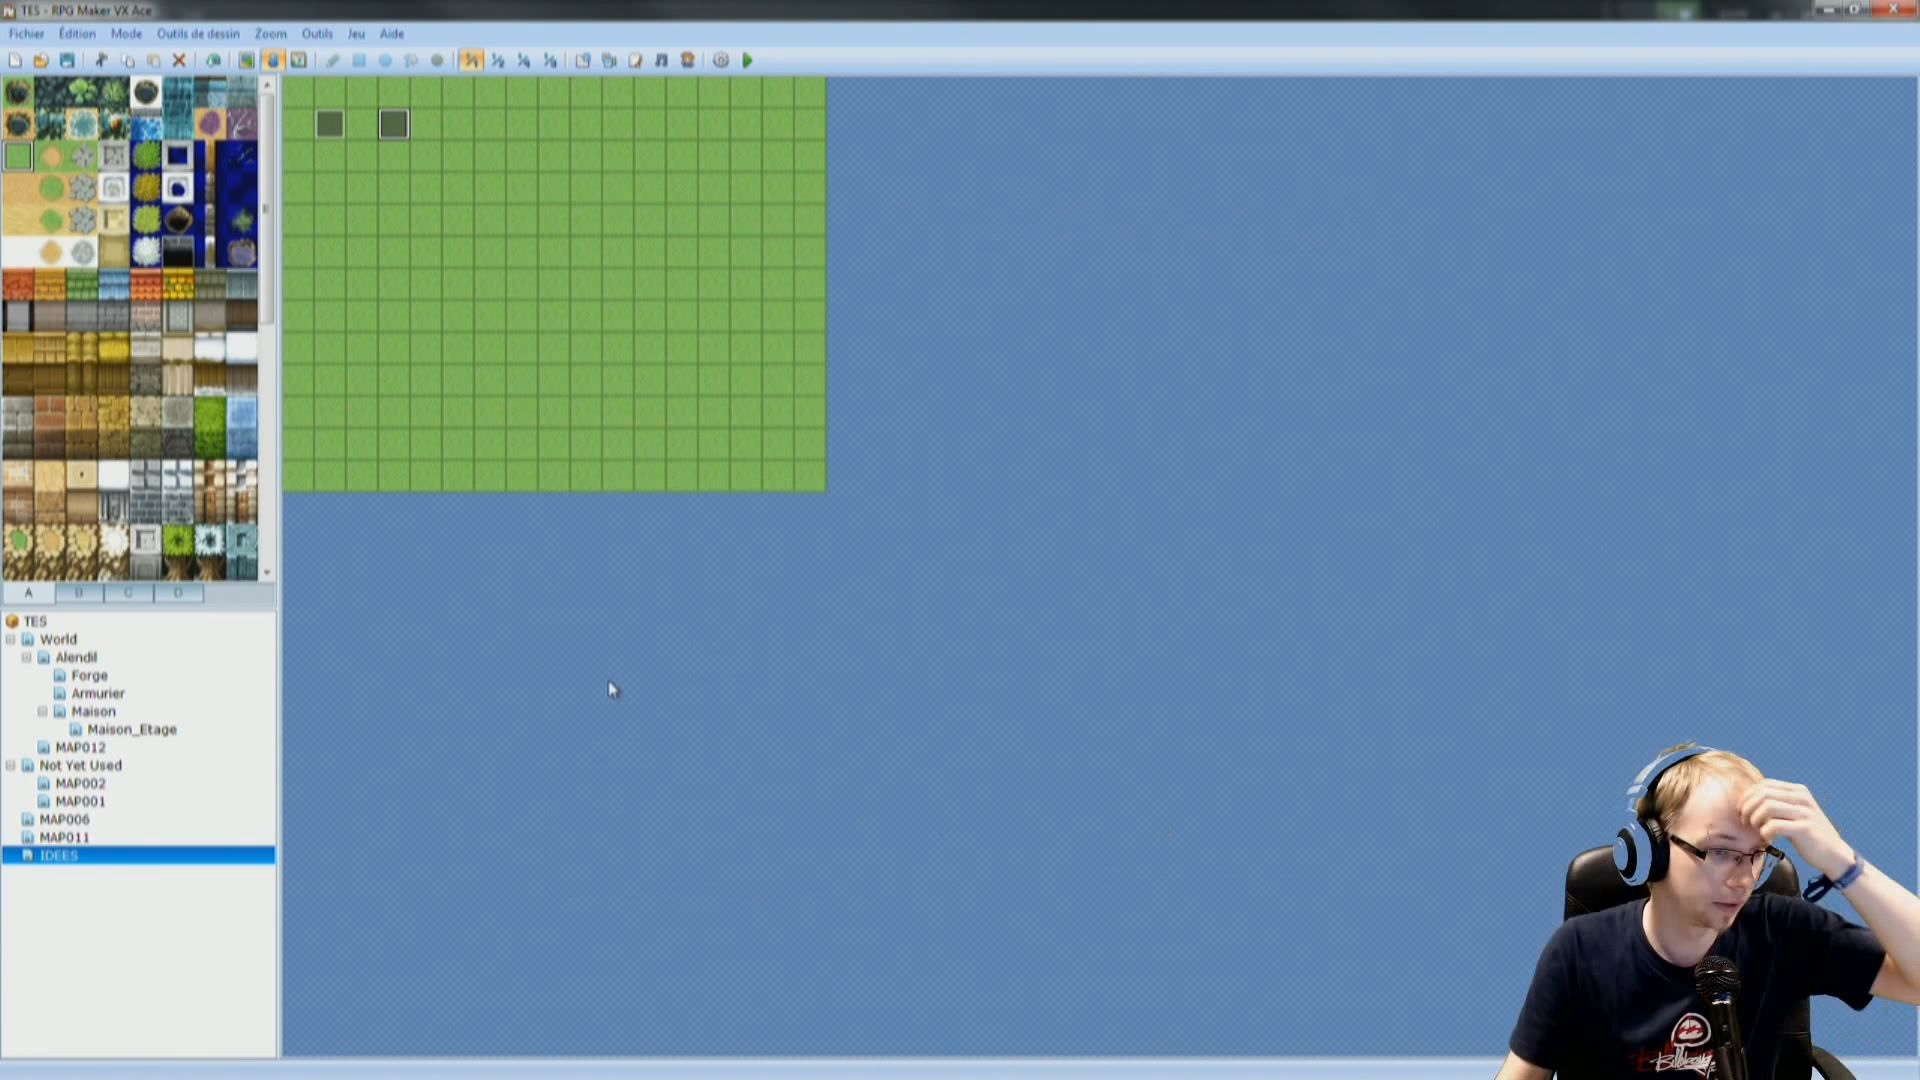 TES - RPG Maker VX Ace
Fichier Édition Mode Outils de dessin Zoom Outils Jeu Aide
A B C D
TES
World
Alendil
Forge
Armurier
Maison
Maison_Etage
MAP012
Not Yet Used
MAP002
MAP001
MAP006
MAP011
IDEES
Billabong